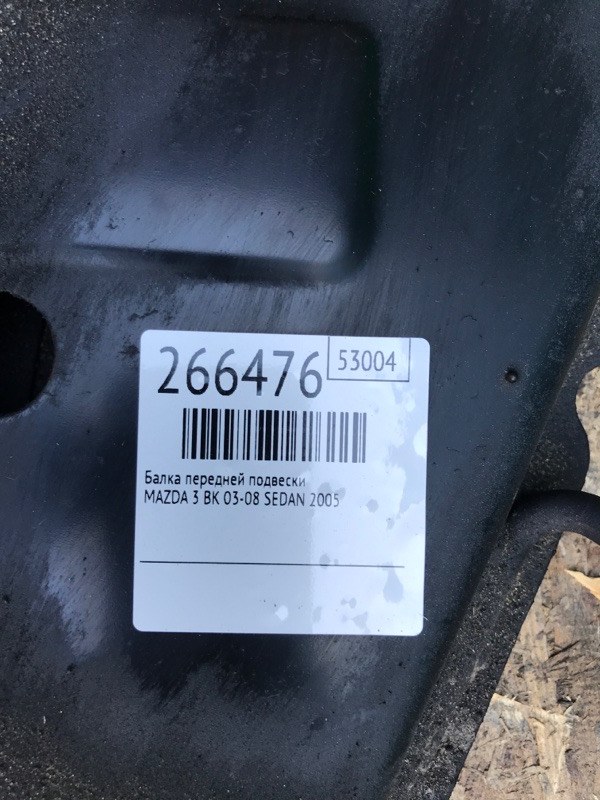 266476
53004
Балка передней подвески
MAZDA 3 BK 03-08 SEDAN 2005